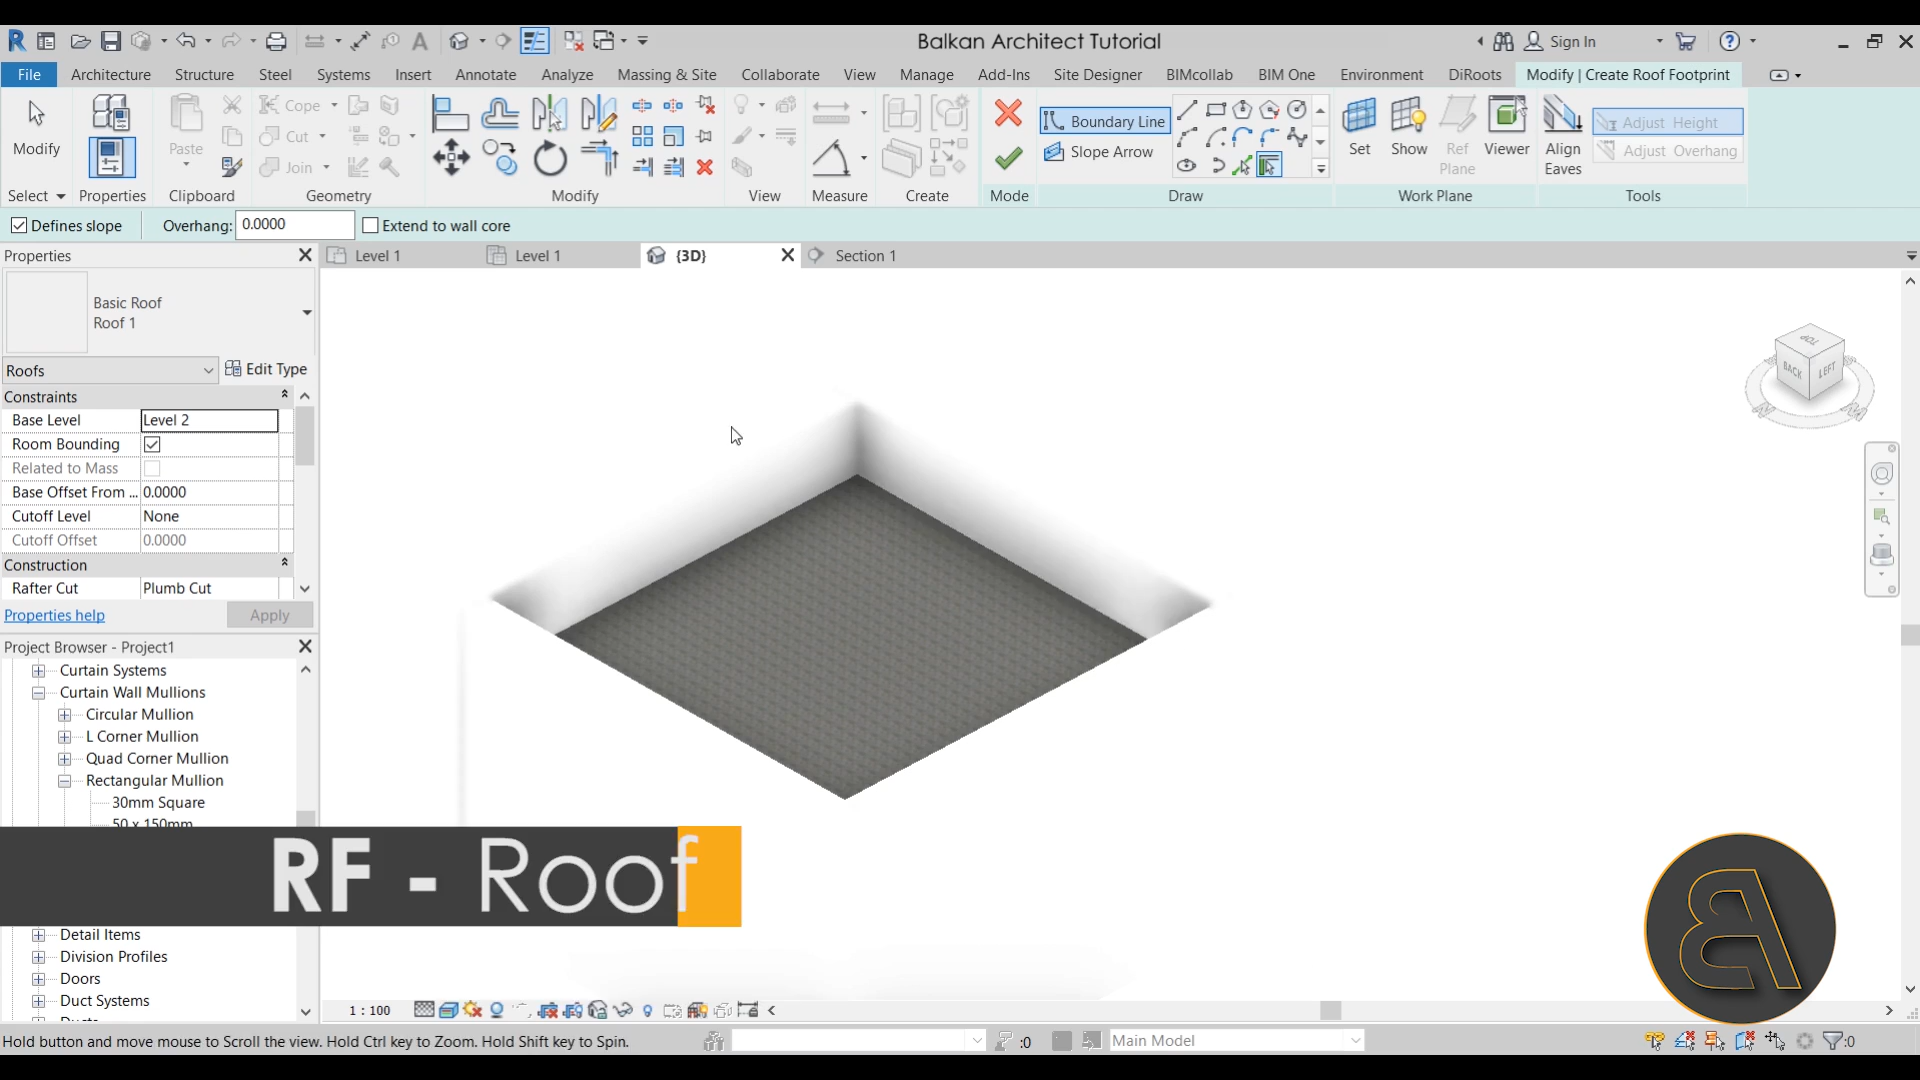 Balkan Architect Tutorial
Sign In
File Architecture Structure Steel Systems Insert Annotate Analyze Massing & Site Collaborate View Manage Add-Ins Site Designer BIMcollab BIM One Environment DiRoots Modify | Create Roof Footprint
Modify
Paste
Cope
Cut
Join
Boundary Line
Slope Arrow
Set
Show
Ref
Plane
Viewer
Align
Eaves
Adjust Height
Adjust Overhang
Select Properties Clipboard Geometry Modify View Measure Create Mode Draw Work Plane Tools
Defines slope Overhang: 0.0000 Extend to wall core
Properties
Level 1
Level 1
{3D}
Section 1
Basic Roof
Roof 1
Roofs
Edit Type
Constraints
Base Level Level 2
Room Bounding
Related to Mass
Base Offset From ... 0.0000
Cutoff Level None
Cutoff Offset 0.0000
Construction
Rafter Cut Plumb Cut
Properties help Apply
Project Browser - Project1
Curtain Systems
Curtain Wall Mullions
Circular Mullion
L Corner Mullion
Quad Corner Mullion
Rectangular Mullion
30mm Square
50 x 150mm
RF - Roof
Detail Items
Division Profiles
Doors
Duct Systems
TOP
BACK
LEFT
1 : 100
Hold button and move mouse to Scroll the view. Hold Ctrl key to Zoom. Hold Shift key to Spin.
:0
Main Model
:0